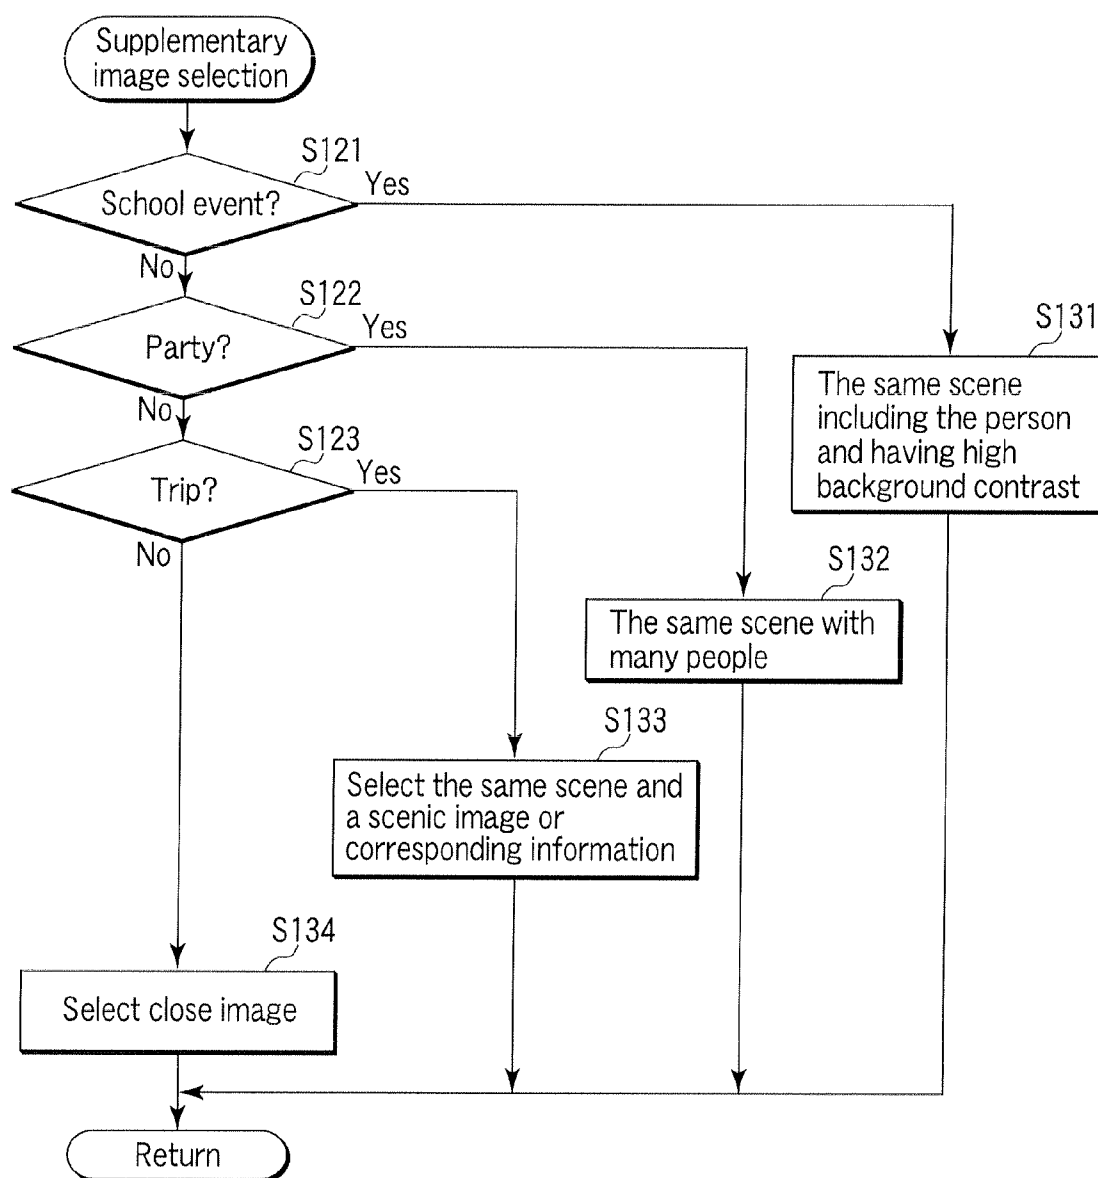 Supplementary
image selection
S121
School event?
Yes
No
S122
Party?
Yes
No
S123
Trip?
Yes
No
S131
The same scene
including the person
and having high
background contrast
S132
The same scene with
many people
S133
Select the same scene and
a scenic image or
corresponding information
S134
Select close image
Return